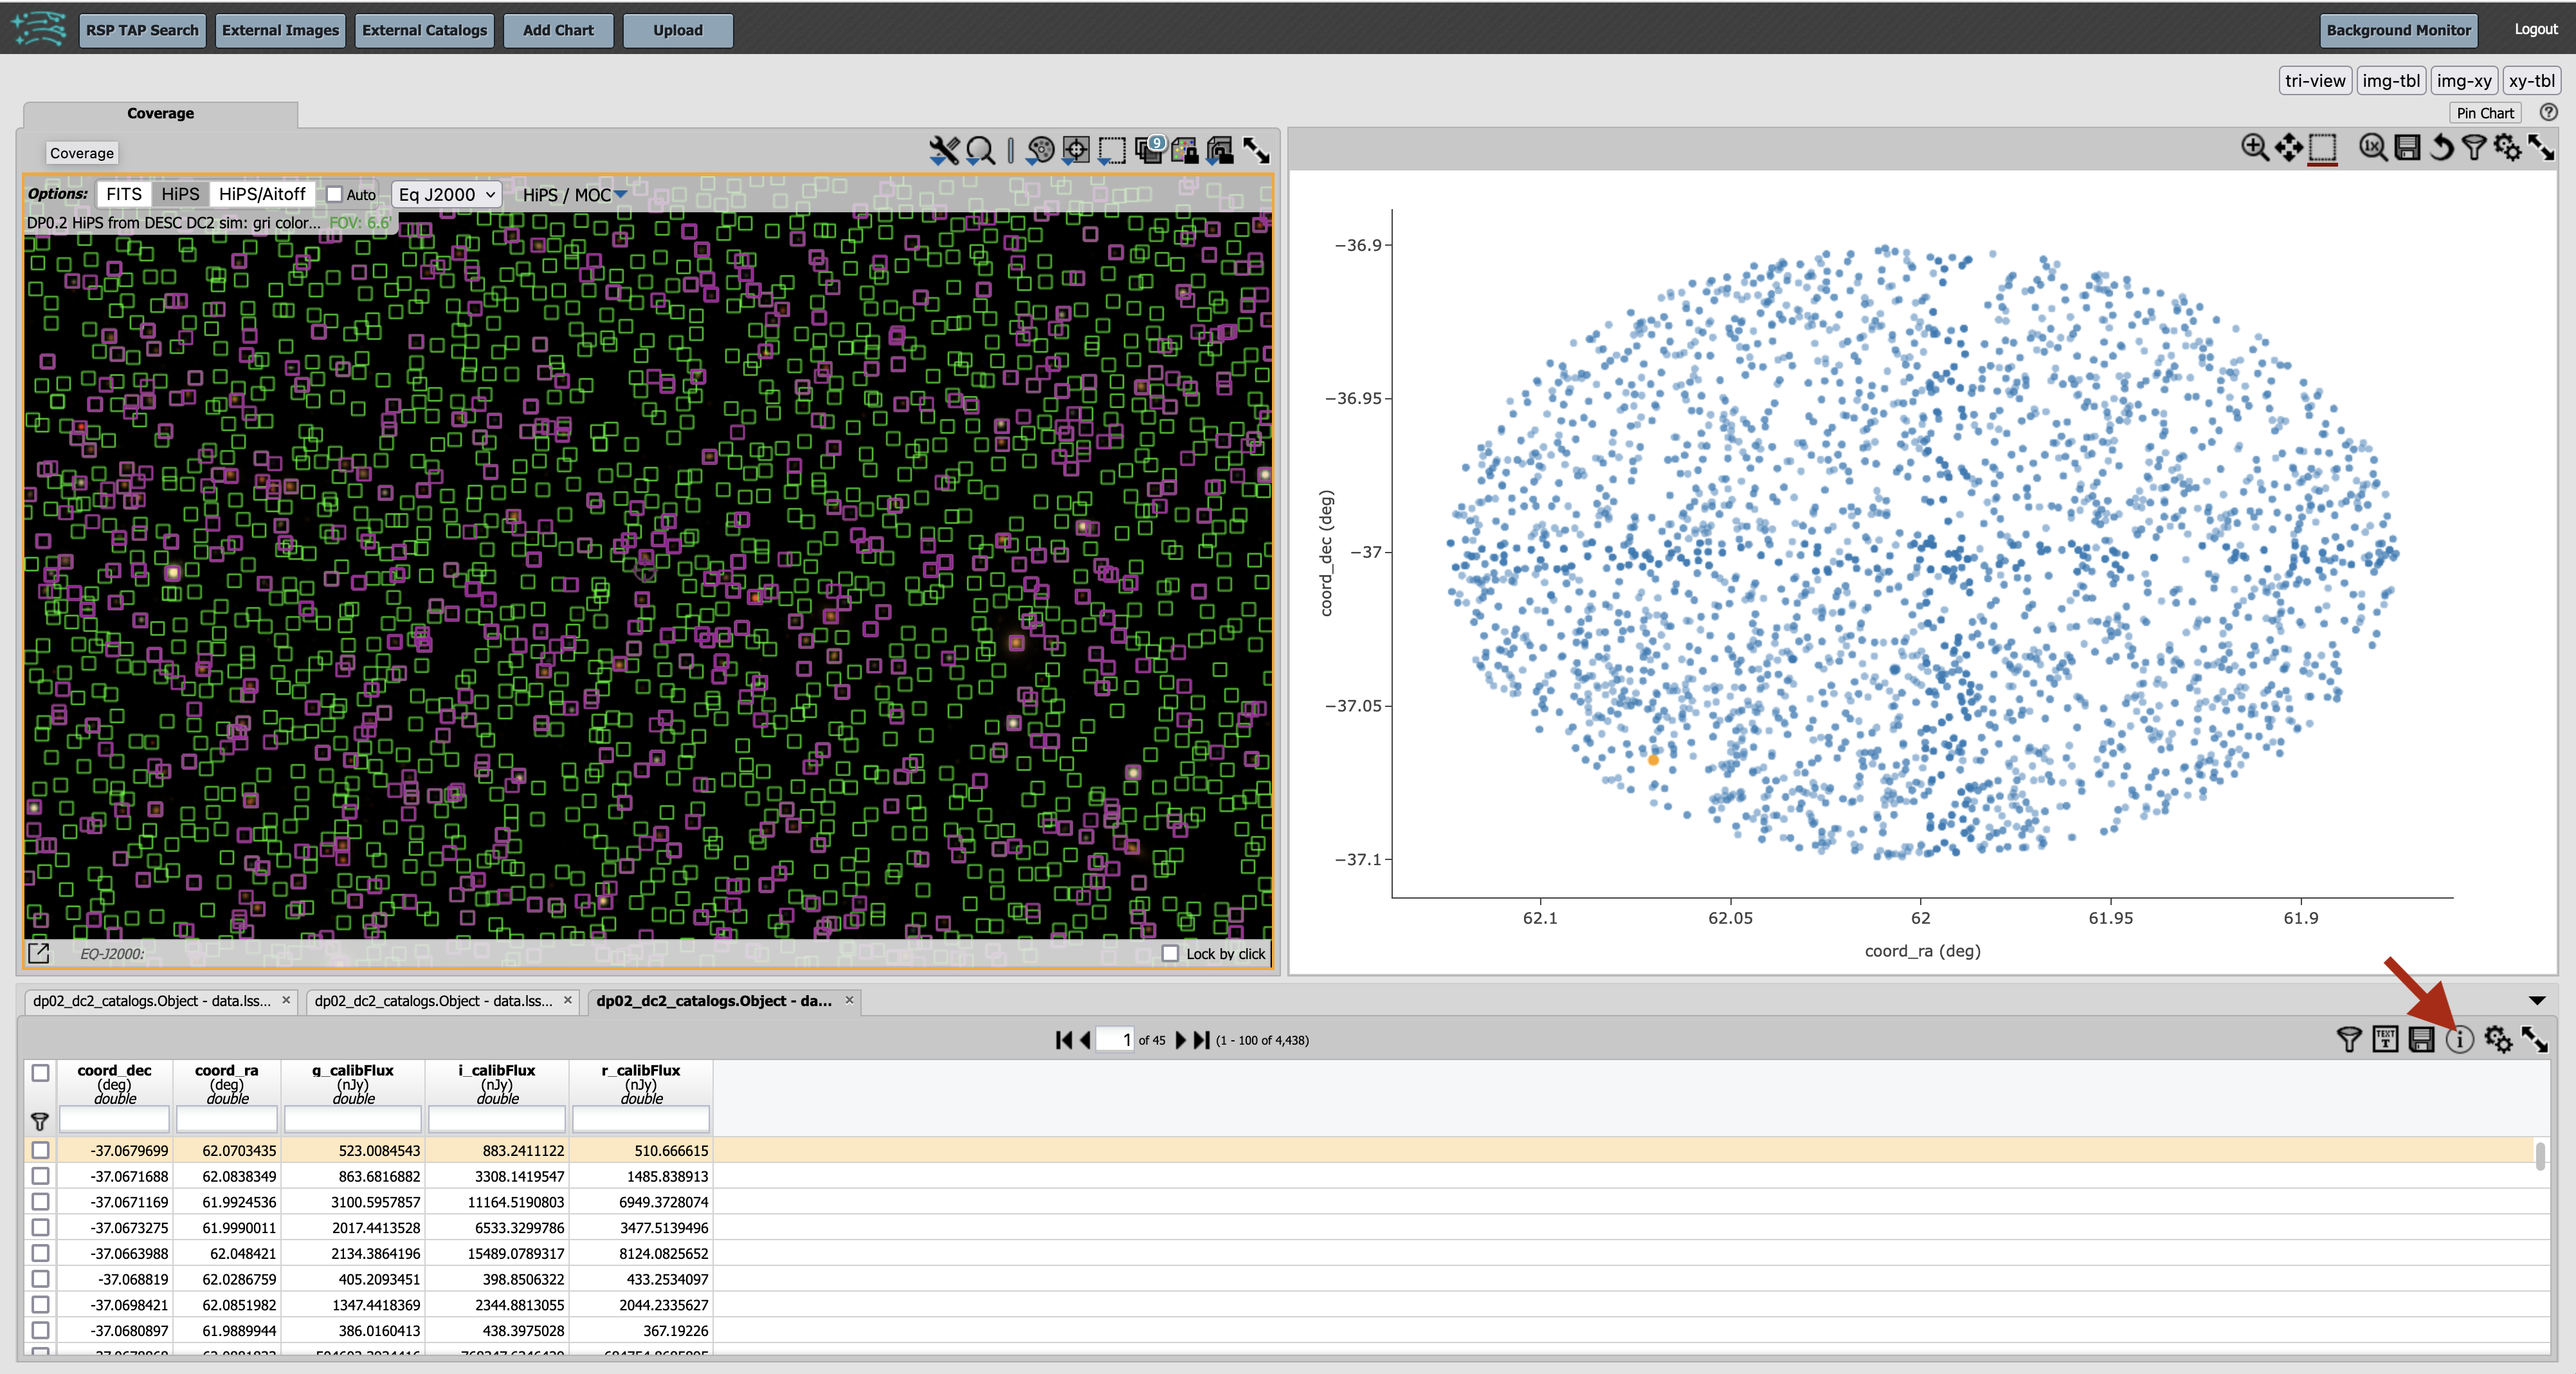 RSP TAP Search External Images External Catalogs Add Chart Upload Background Monitor Logout
tri-view img-tbl img-xy xy-tbl
Coverage
Pin Chart ?
Coverage
9
1x
Options: FITS HiPS HiPS/Aitoff Auto Eq J2000 HiPS / MOC
DP0.2 HiPS from DESC DC2 sim: gri color... FOV: 6.6'
EQ-J2000: Lock by click
−36.9
−36.95
−37
−37.05
−37.1
coord_dec (deg)
62.1 62.05 62 61.95 61.9
coord_ra (deg)
dp02_dc2_catalogs.Object - data.lss... × dp02_dc2_catalogs.Object - data.lss... × dp02_dc2_catalogs.Object - da... ×
1 of 45 (1 - 100 of 4,438) TEXT T i
coord_dec coord_ra g_calibFlux i_calibFlux r_calibFlux
(deg) (deg) (nJy) (nJy) (nJy)
double double double double double
-37.0679699 62.0703435 523.0084543 883.2411122 510.666615
-37.0671688 62.0838349 863.6816882 3308.1419547 1485.838913
-37.0671169 61.9924536 3100.5957857 11164.5190803 6949.3728074
-37.0673275 61.9990011 2017.4413528 6533.3299786 3477.5139496
-37.0663988 62.048421 2134.3864196 15489.0789317 8124.0825652
-37.068819 62.0286759 405.2093451 398.8506322 433.2534097
-37.0698421 62.0851982 1347.4418369 2344.8813055 2044.2335627
-37.0680897 61.9889944 386.0160413 438.3975028 367.19226